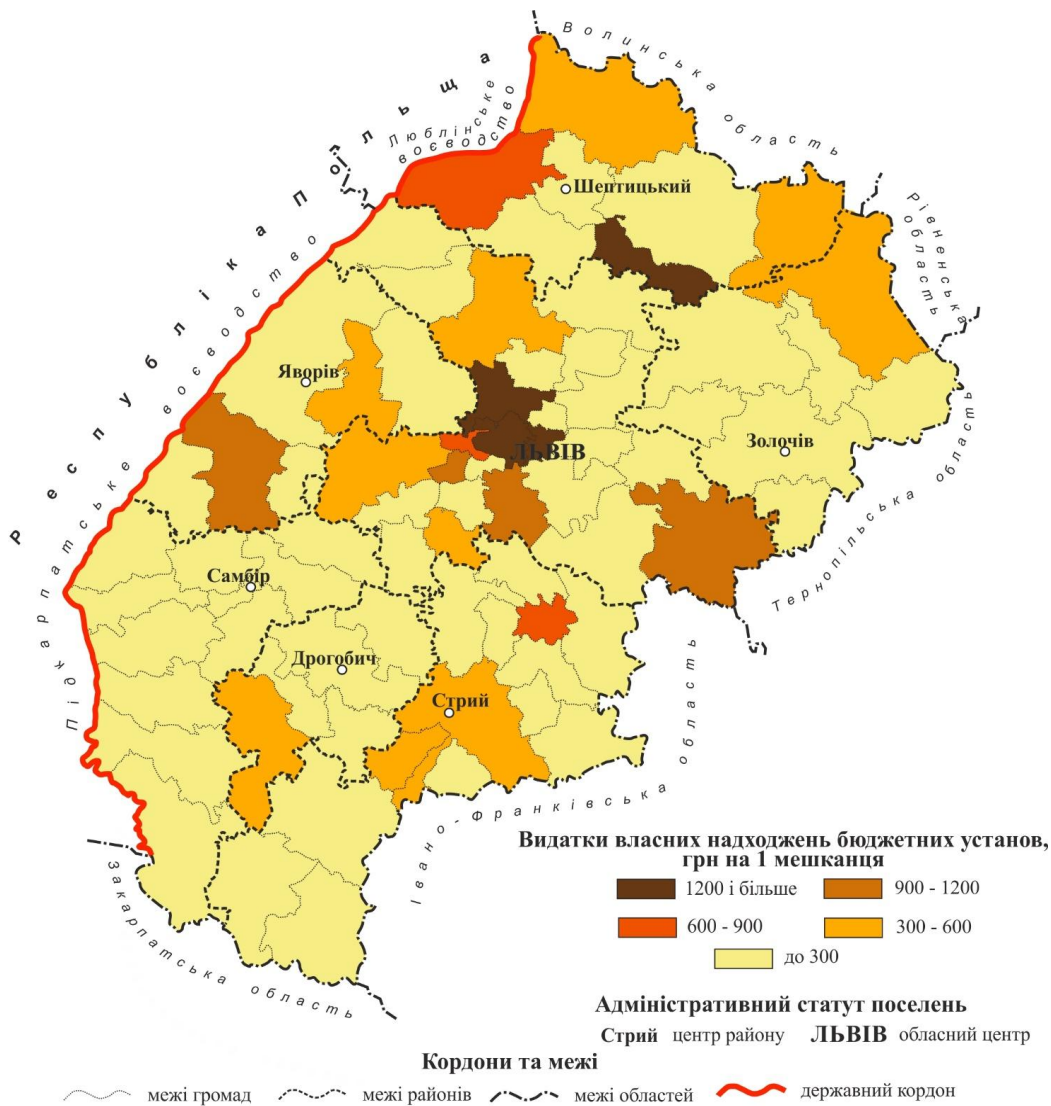 Республіка Польща
Люблінське
воєводство
Волинська область
Рівненська
область
Підкарпатське воєводство
Шептицький
Яворів
ЛЬВІВ
Золочів
Самбір
Дрогобич
Стрий
Тернопільська область
Івано-Франківська область
Закарпатська область
Видатки власних надходжень бюджетних установ,
грн на 1 мешканця
1200 і більше
900 - 1200
600 - 900
300 - 600
до 300
Адміністративний статут поселень
Стрий центр району ЛЬВІВ обласний центр
Кордони та межі
межі громад межі районів межі областей державний кордон